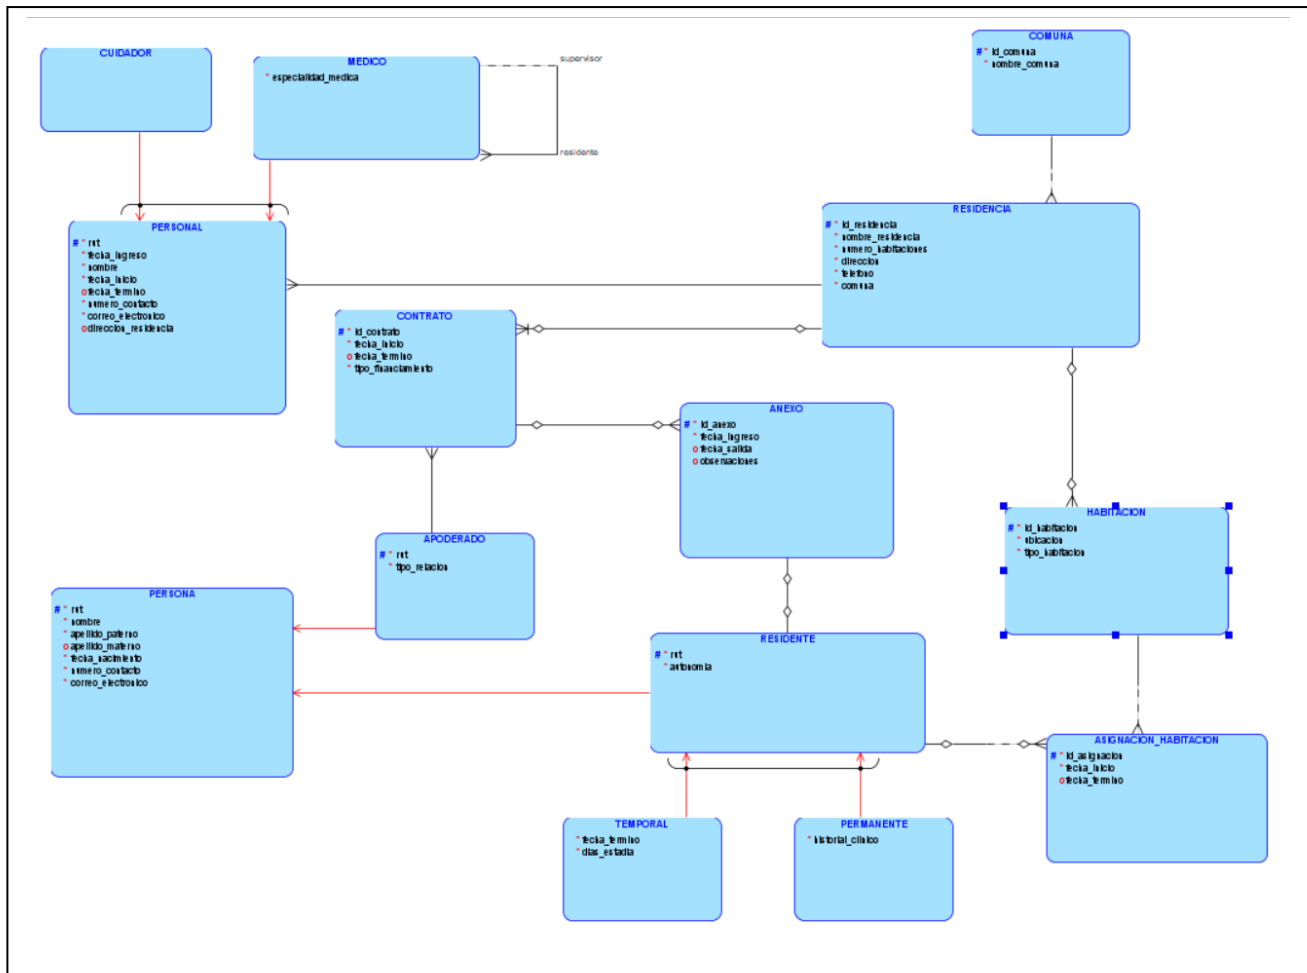 CUIDADOR
MEDICO
* especialidad_medica
supervisor
residente
COMUNA
# * id_comuna
* nombre_comuna
PERSONAL
# * rut
* fecha_ingreso
* nombre
* fecha_inicio
o fecha_termino
* numero_contacto
* correo_electronico
o direccion_residencia
RESIDENCIA
# * id_residencia
* nombre_residencia
* numero_habitaciones
* direccion
* telefono
* comuna
CONTRATO
# * id_contrato
* fecha_inicio
o fecha_termino
* tipo_financiamiento
ANEXO
# * id_anexo
* fecha_ingreso
o fecha_salida
o observaciones
HABITACION
# * id_habitacion
* ubicacion
* tipo_habitacion
APODERADO
# * rut
* tipo_relacion
PERSONA
# * rut
* nombre
* apellido_paterno
o apellido_materno
* fecha_nacimiento
* numero_contacto
* correo_electronico
RESIDENTE
# * rut
* autonomia
ASIGNACION_HABITACION
# * id_asignacion
* fecha_inicio
o fecha_termino
TEMPORAL
* fecha_termino
* dias_estadia
PERMANENTE
* historial_clinico